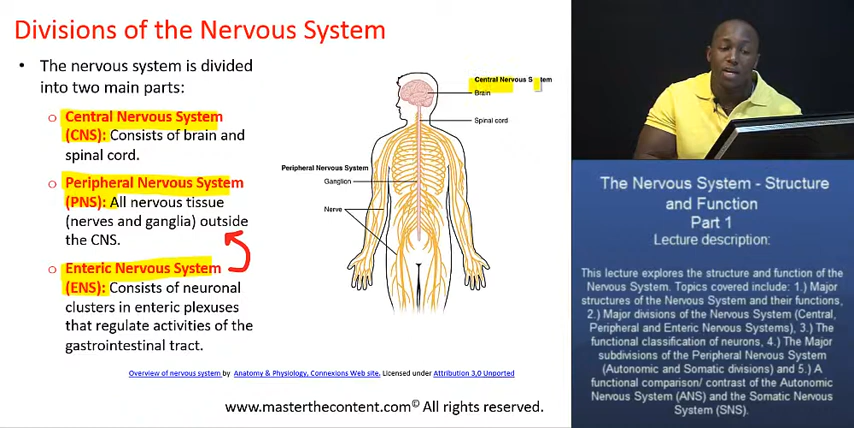 Divisions of the Nervous System
• The nervous system is divided
into two main parts:
o Central Nervous System
(CNS): Consists of brain and
spinal cord.
o Peripheral Nervous System
(PNS): All nervous tissue
(nerves and ganglia) outside
the CNS.
o Enteric Nervous System
(ENS): Consists of neuronal
clusters in enteric plexuses
that regulate activities of the
gastrointestinal tract.
Central Nervous System
Brain
Spinal cord
Peripheral Nervous System
Ganglion
Nerve
Overview of nervous system by Anatomy & Physiology, Connexions Web site. Licensed under Attribution 3.0 Unported
www.masterthecontent.com© All rights reserved.
The Nervous System - Structure
and Function
Part 1
Lecture description:
This lecture explores the structure and function of the
Nervous System. Topics covered include: 1.) Major
structures of the Nervous System and their functions,
2.) Major divisions of the Nervous System (Central,
Peripheral and Enteric Nervous Systems), 3.) The
functional classification of neurons, 4.) The Major
subdivisions of the Peripheral Nervous System
(Autonomic and Somatic divisions) and 5.) A
functional comparison/ contrast of the Autonomic
Nervous System (ANS) and the Somatic Nervous
System (SNS).